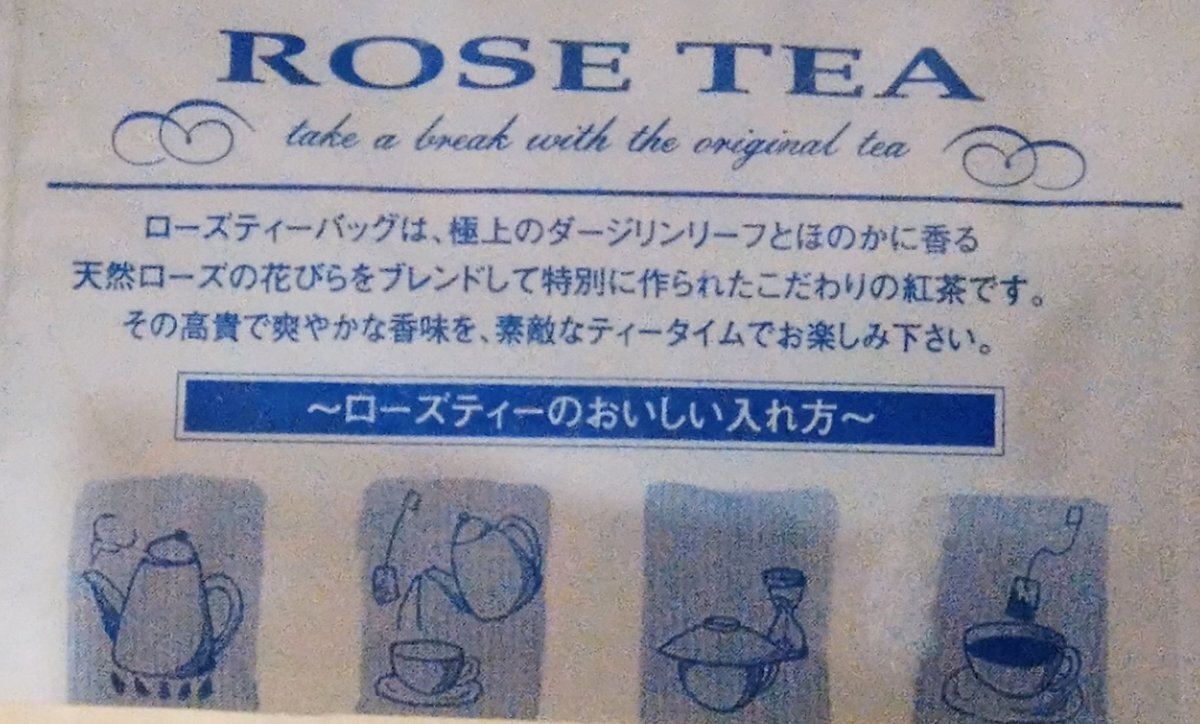 ROSE TEA
take a break with the original tea
ローズティーバッグは、極上のダージリンリーフとほのかに香る
天然ローズの花びらをブレンドして特別に作られたこだわりの紅茶です。
その高貴で爽やかな香味を、素敵なティータイムでお楽しみ下さい。
〜ローズティーのおいしい入れ方〜